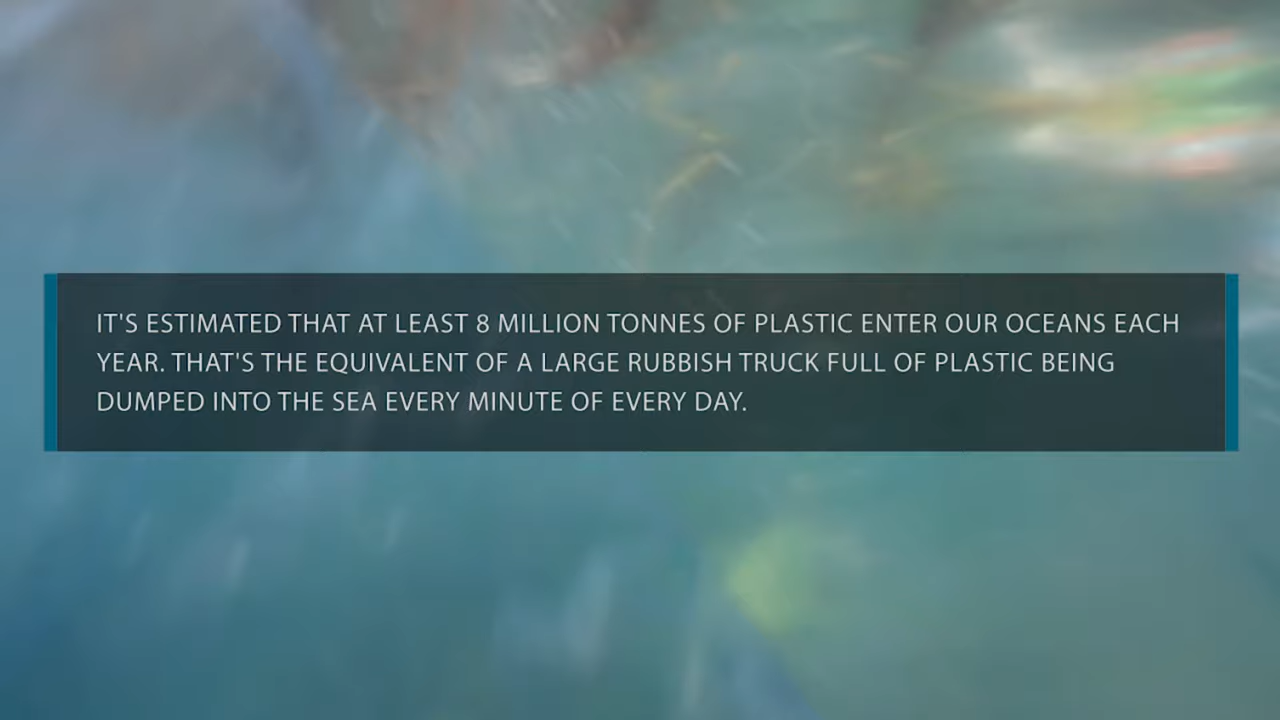 IT'S ESTIMATED THAT AT LEAST 8 MILLION TONNES OF PLASTIC ENTER OUR OCEANS EACH
YEAR. THAT'S THE EQUIVALENT OF A LARGE RUBBISH TRUCK FULL OF PLASTIC BEING
DUMPED INTO THE SEA EVERY MINUTE OF EVERY DAY.